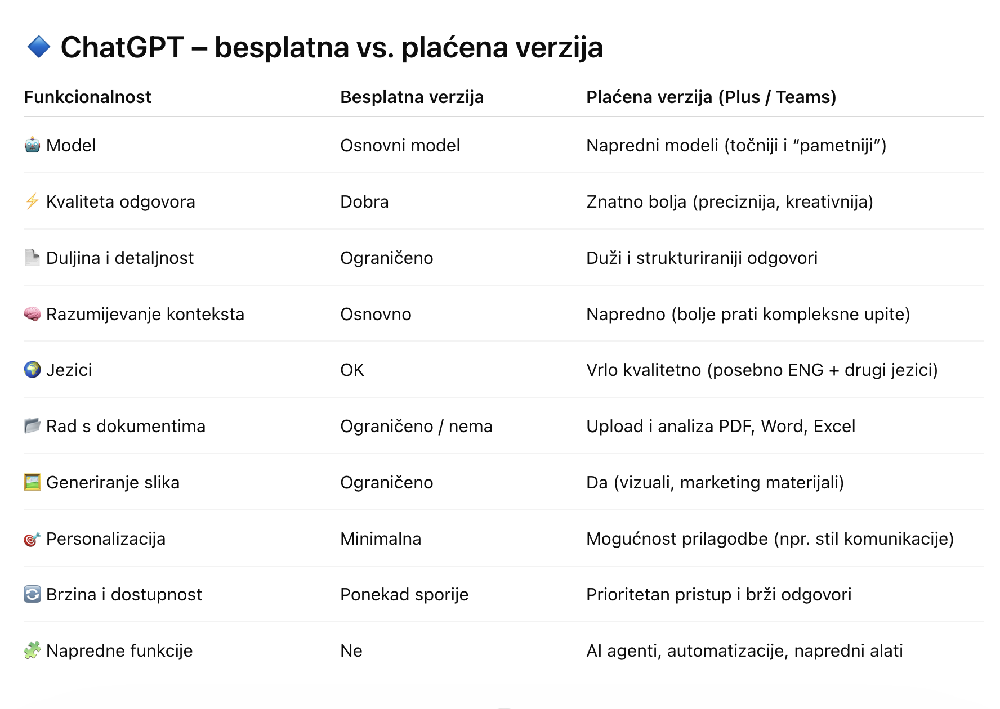 🔷 ChatGPT – besplatna vs. plaćena verzija
Funkcionalnost Besplatna verzija Plaćena verzija (Plus / Teams)
🤖 Model Osnovni model Napredni modeli (točniji i “pametniji”)
⚡ Kvaliteta odgovora Dobra Znatno bolja (preciznija, kreativnija)
📄 Duljina i detaljnost Ograničeno Duži i strukturiraniji odgovori
🧠 Razumijevanje konteksta Osnovno Napredno (bolje prati kompleksne upite)
🌍 Jezici OK Vrlo kvalitetno (posebno ENG + drugi jezici)
📂 Rad s dokumentima Ograničeno / nema Upload i analiza PDF, Word, Excel
🖼️ Generiranje slika Ograničeno Da (vizuali, marketing materijali)
🎯 Personalizacija Minimalna Mogućnost prilagodbe (npr. stil komunikacije)
🔄 Brzina i dostupnost Ponekad sporije Prioritetan pristup i brži odgovori
🧩 Napredne funkcije Ne AI agenti, automatizacije, napredni alati